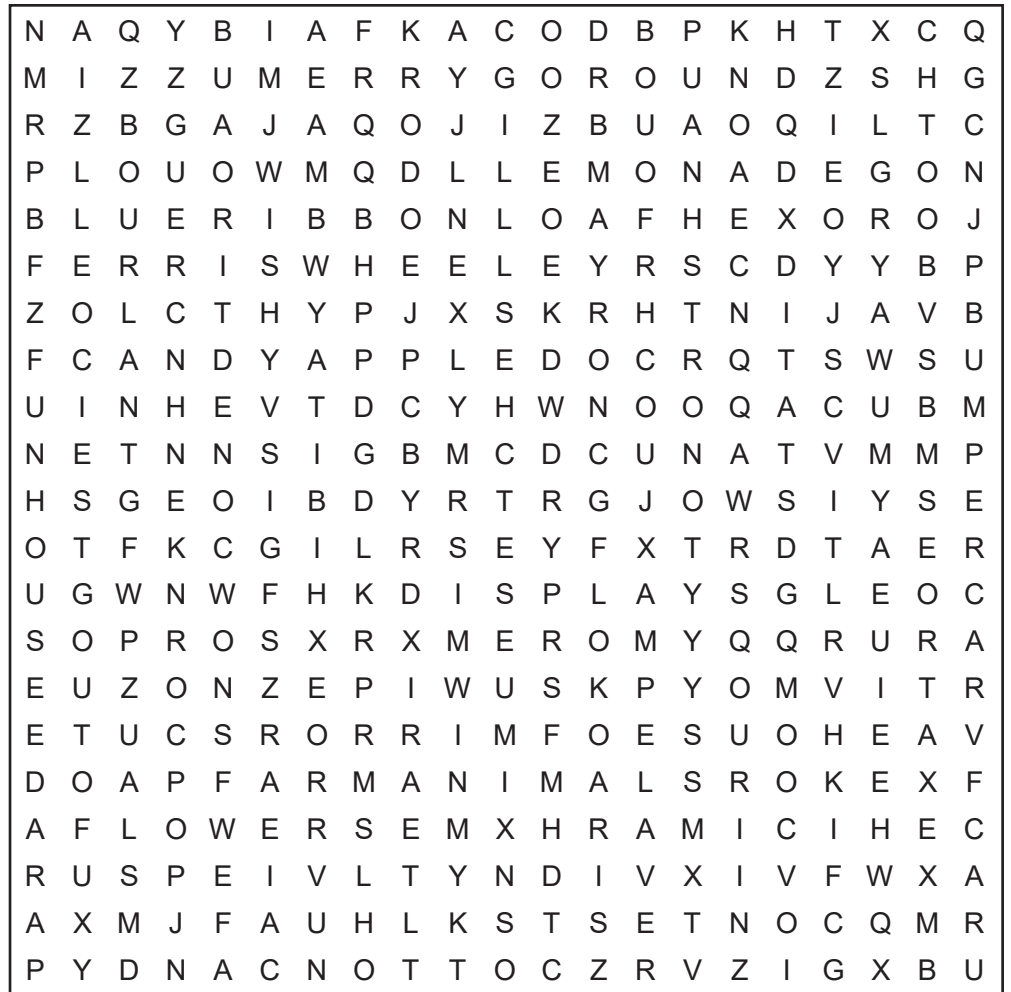 N A Q Y B I A F K A C O D B P K H T X C Q
M I Z Z U M E R R Y G O R O U N D Z S H G
R Z B G A J A Q O J I Z B U A O Q I L T C
P L O U O W M Q D L L E M O N A D E G O N
B L U E R I B B O N L O A F H E X O R O J
F E R R I S W H E E L E Y R S C D Y Y B P
Z O L C T H Y P J X S K R H T N I J A V B
F C A N D Y A P P L E D O C R Q T S W S U
U I N H E V T D C Y H W N O O Q A C U B M
N E T N N S I G B M C D C U N A T V M M P
H S G E O I B D Y R T R G J O W S I Y S E
O T F K C G I L R S E Y F X T R D T A E R
U G W N W F H K D I S P L A Y S G L E O C
S O P R O S X R X M E R O M Y Q Q R U R A
E U Z O N Z E P I W U S K P Y O M V I T R
E T U C S R O R R I M F O E S U O H E A V
D O A P F A R M A N I M A L S R O K E X F
A F L O W E R S E M X H R A M I C I H E C
R U S P E I V L T Y N D I V X I V F W X A
A X M J F A U H L K S T S E T N O C Q M R
P Y D N A C N O T T O C Z R V Z I G X B U